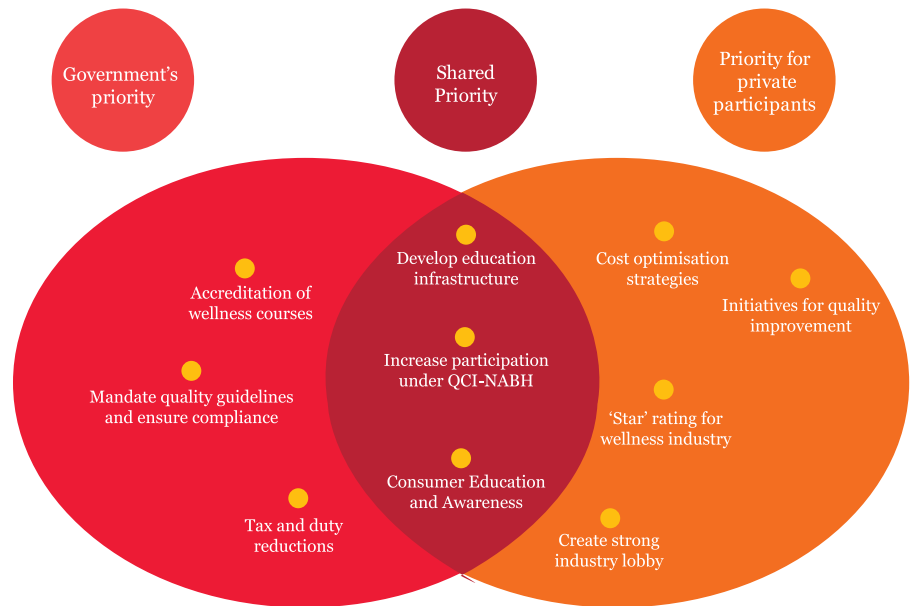 Government’s
priority
Shared
Priority
Priority for
private
participants
Accreditation of
wellness courses
Mandate quality guidelines
and ensure compliance
Tax and duty
reductions
Develop education
infrastructure
Increase participation
under QCI-NABH
Consumer Education
and Awareness
Cost optimisation
strategies
Initiatives for quality
improvement
‘Star’ rating for
wellness industry
Create strong
industry lobby